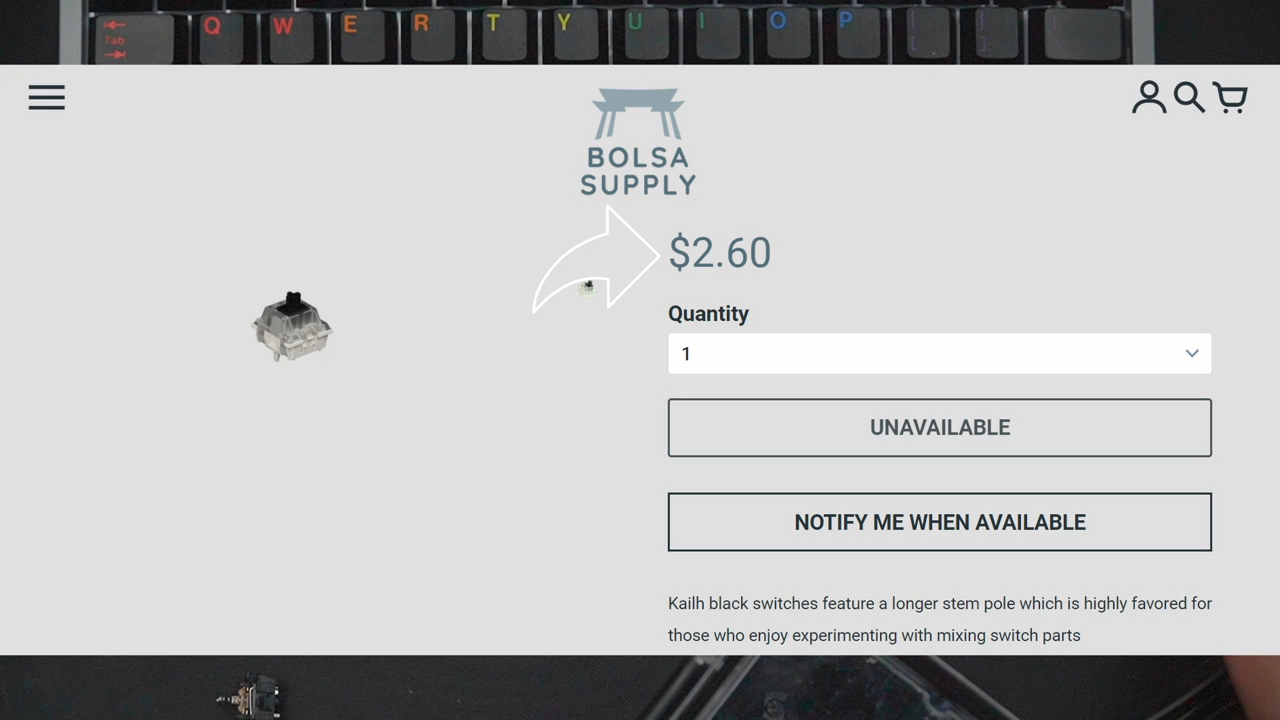 Tab
Q
W
E
R
T
Y
U
I
O
P
{
[
}
]
BOLSA
SUPPLY
$2.60
Quantity
1
UNAVAILABLE
NOTIFY ME WHEN AVAILABLE
Kailh black switches feature a longer stem pole which is highly favored for
those who enjoy experimenting with mixing switch parts